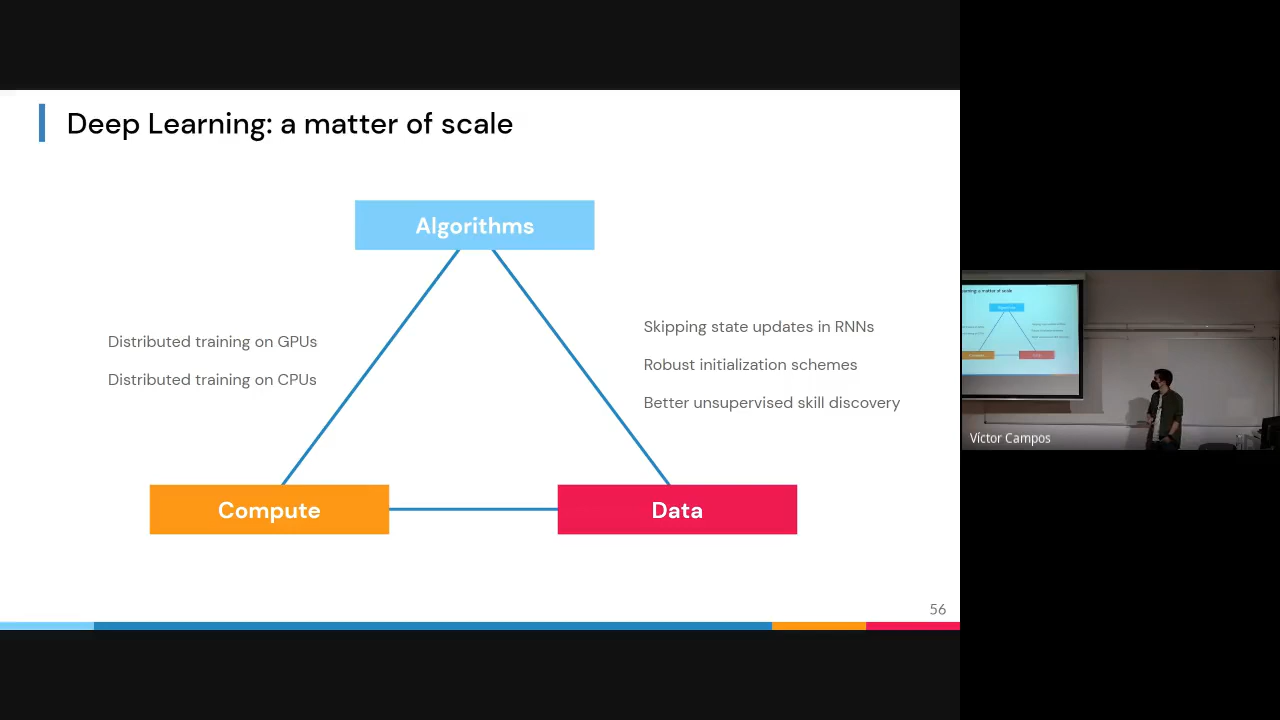 Deep Learning: a matter of scale
Algorithms
Distributed training on GPUs
Distributed training on CPUs
Skipping state updates in RNNs
Robust initialization schemes
Better unsupervised skill discovery
Compute
Data
56
Víctor Campos